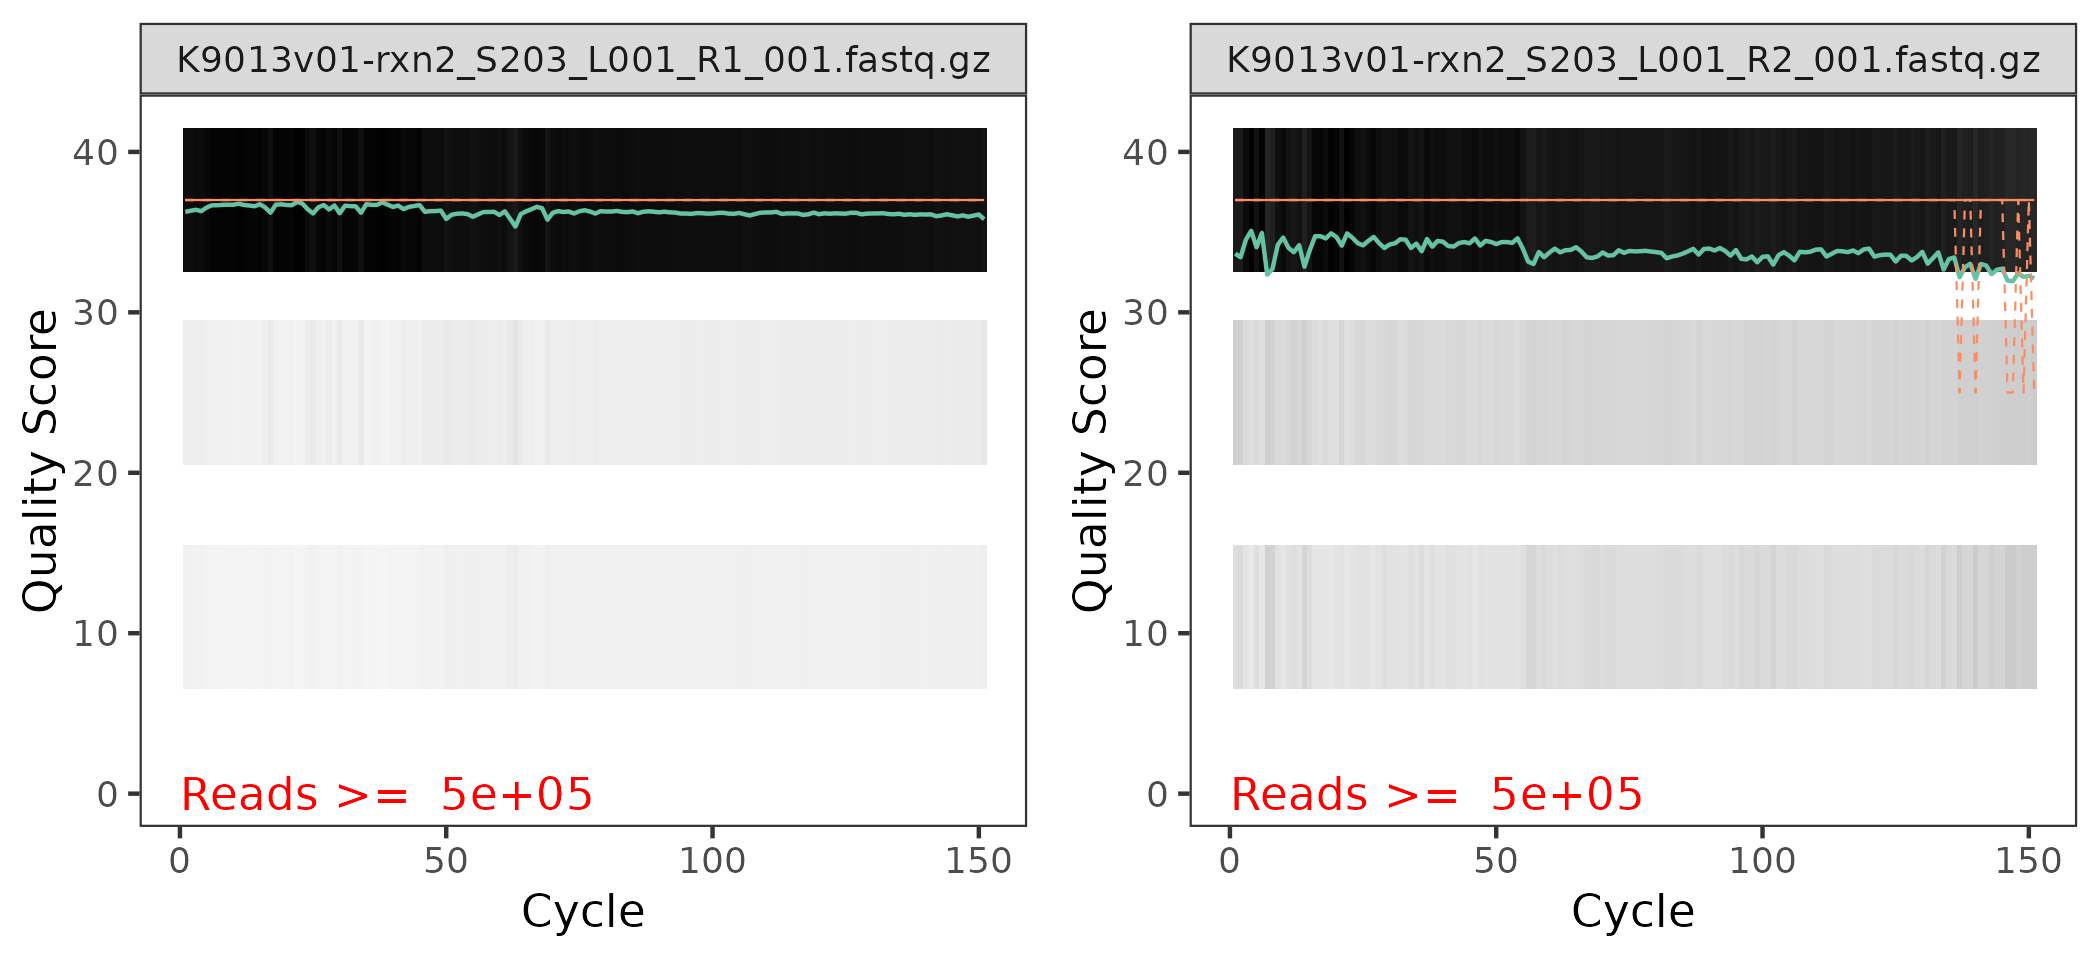 K9013v01-rxn2_S203_L001_R1_001.fastq.gz
Quality Score
40
30
20
10
0
Reads >=  5e+05
0 50 100 150
Cycle
K9013v01-rxn2_S203_L001_R2_001.fastq.gz
Quality Score
40
30
20
10
0
Reads >=  5e+05
0 50 100 150
Cycle